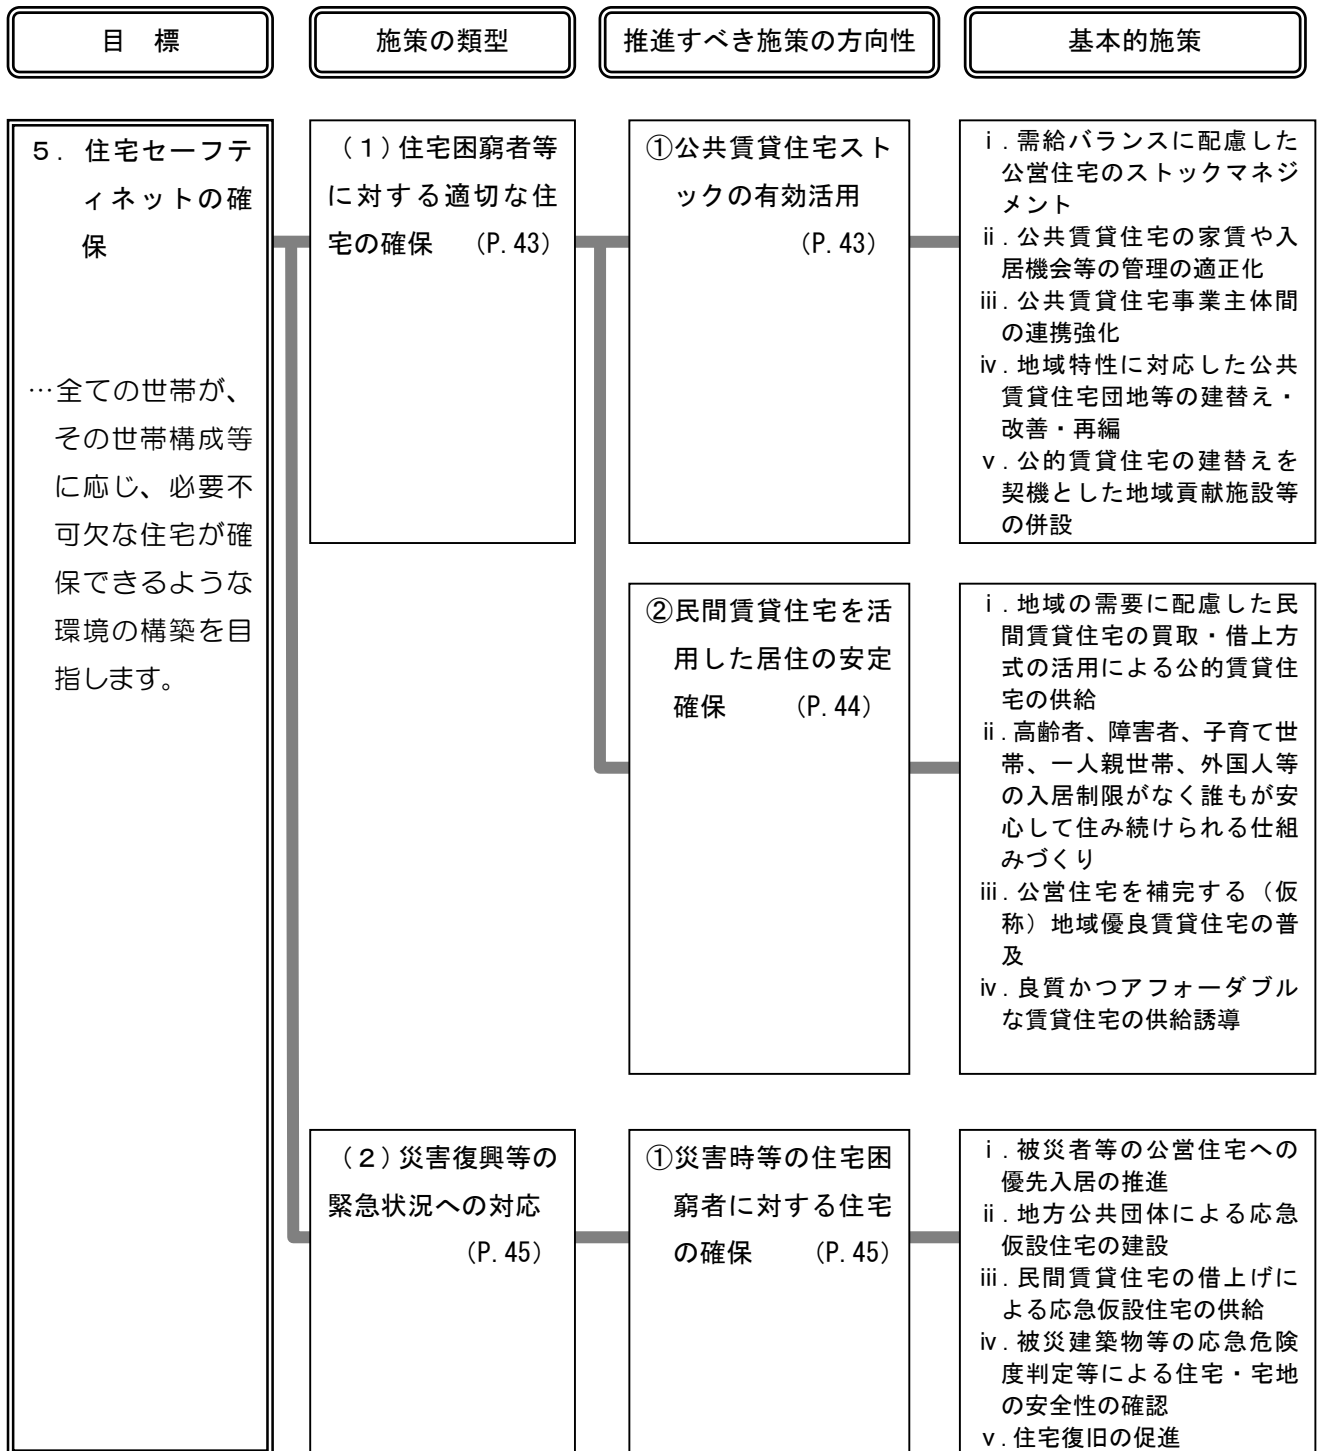 目　標
施策の類型
推進すべき施策の方向性
基本的施策
５．住宅セーフテ
ィネットの確
保
…全ての世帯が、
その世帯構成等
に応じ、必要不
可欠な住宅が確
保できるような
環境の構築を目
指します。
（１）住宅困窮者等
に対する適切な住
宅の確保　（P.43）
①公共賃貸住宅スト
ックの有効活用
（P.43）
ⅰ.需給バランスに配慮した
公営住宅のストックマネジ
メント
ⅱ.公共賃貸住宅の家賃や入
居機会等の管理の適正化
ⅲ.公共賃貸住宅事業主体間
の連携強化
ⅳ.地域特性に対応した公共
賃貸住宅団地等の建替え・
改善・再編
ⅴ.公的賃貸住宅の建替えを
契機とした地域貢献施設等
の併設
②民間賃貸住宅を活
用した居住の安定
確保　（P.44）
ⅰ.地域の需要に配慮した民
間賃貸住宅の買取・借上方
式の活用による公的賃貸住
宅の供給
ⅱ.高齢者、障害者、子育て世
帯、一人親世帯、外国人等
の入居制限がなく誰もが安
心して住み続けられる仕組
みづくり
ⅲ.公営住宅を補完する（仮
称）地域優良賃貸住宅の普
及
ⅳ.良質かつアフォーダブル
な賃貸住宅の供給誘導
（２）災害復興等の
緊急状況への対応
（P.45）
①災害時等の住宅困
窮者に対する住宅
の確保　（P.45）
ⅰ.被災者等の公営住宅への
優先入居の推進
ⅱ.地方公共団体による応急
仮設住宅の建設
ⅲ.民間賃貸住宅の借上げに
よる応急仮設住宅の供給
ⅳ.被災建築物等の応急危険
度判定等による住宅・宅地
の安全性の確認
ⅴ.住宅復旧の促進